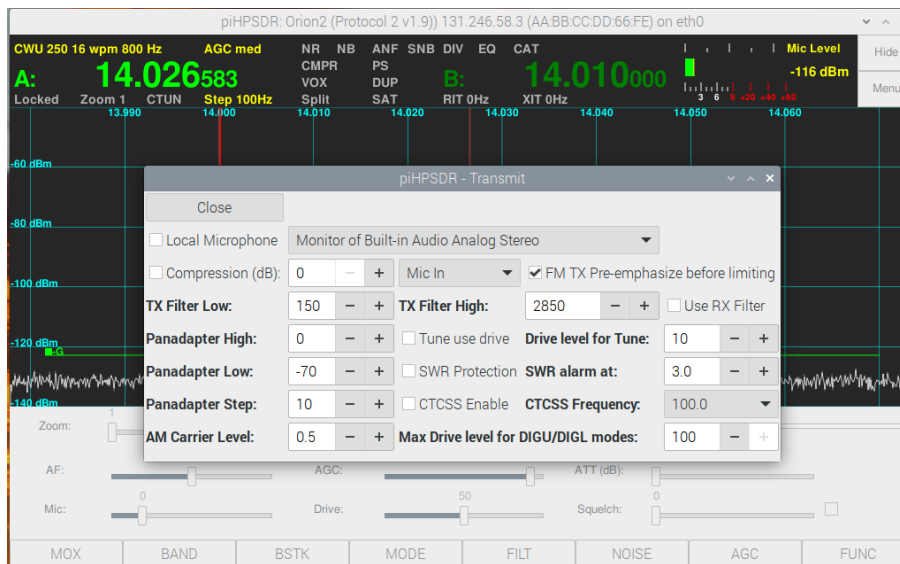 piHPSDR: Orion2 (Protocol 2 v1.9)) 131.246.58.3 (AA:BB:CC:DD:66:FE) on eth0
CWU 250 16 wpm 800 Hz AGC med NR NB ANF SNB DIV EQ CAT Mic Level Hide
A: 14.026583 CMPR PS B: 14.010000 -116 dBm
VOX DUP Menu
Locked Zoom 1 CTUN Step 100Hz Split SAT RIT 0Hz XIT 0Hz 3 6 9 +20 +40 +60
13.990 14.000 14.010 14.020 14.030 14.040 14.050 14.060
-60 dBm
piHPSDR - Transmit
Close
-80 dBm
Local Microphone Monitor of Built-in Audio Analog Stereo
Compression (dB): 0 − + Mic In FM TX Pre-emphasize before limiting
-100 dBm
TX Filter Low: 150 − + TX Filter High: 2850 − + Use RX Filter
Panadapter High: 0 − + Tune use drive Drive level for Tune: 10 − +
-120 dBm
-G
Panadapter Low: -70 − + SWR Protection SWR alarm at: 3.0 − +
Panadapter Step: 10 − + CTCSS Enable CTCSS Frequency: 100.0
-140 dBm
Zoom: 1
AM Carrier Level: 0.5 − + Max Drive level for DIGU/DIGL modes: 100 − +
AF: AGC: ATT (dB):
0 50 0
Mic: Drive: Squelch:
MOX BAND BSTK MODE FILT NOISE AGC FUNC